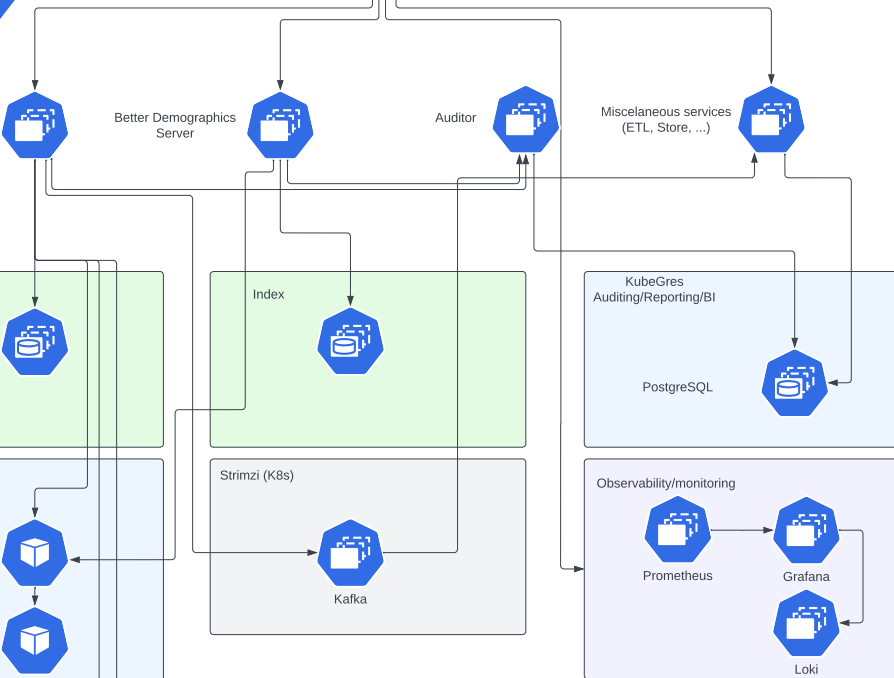 Better Demographics
Server
Auditor
Miscelaneous services
(ETL, Store, ...)
Index
KubeGres
Auditing/Reporting/BI
PostgreSQL
Strimzi (K8s)
Observability/monitoring
Kafka
Prometheus
Grafana
Loki